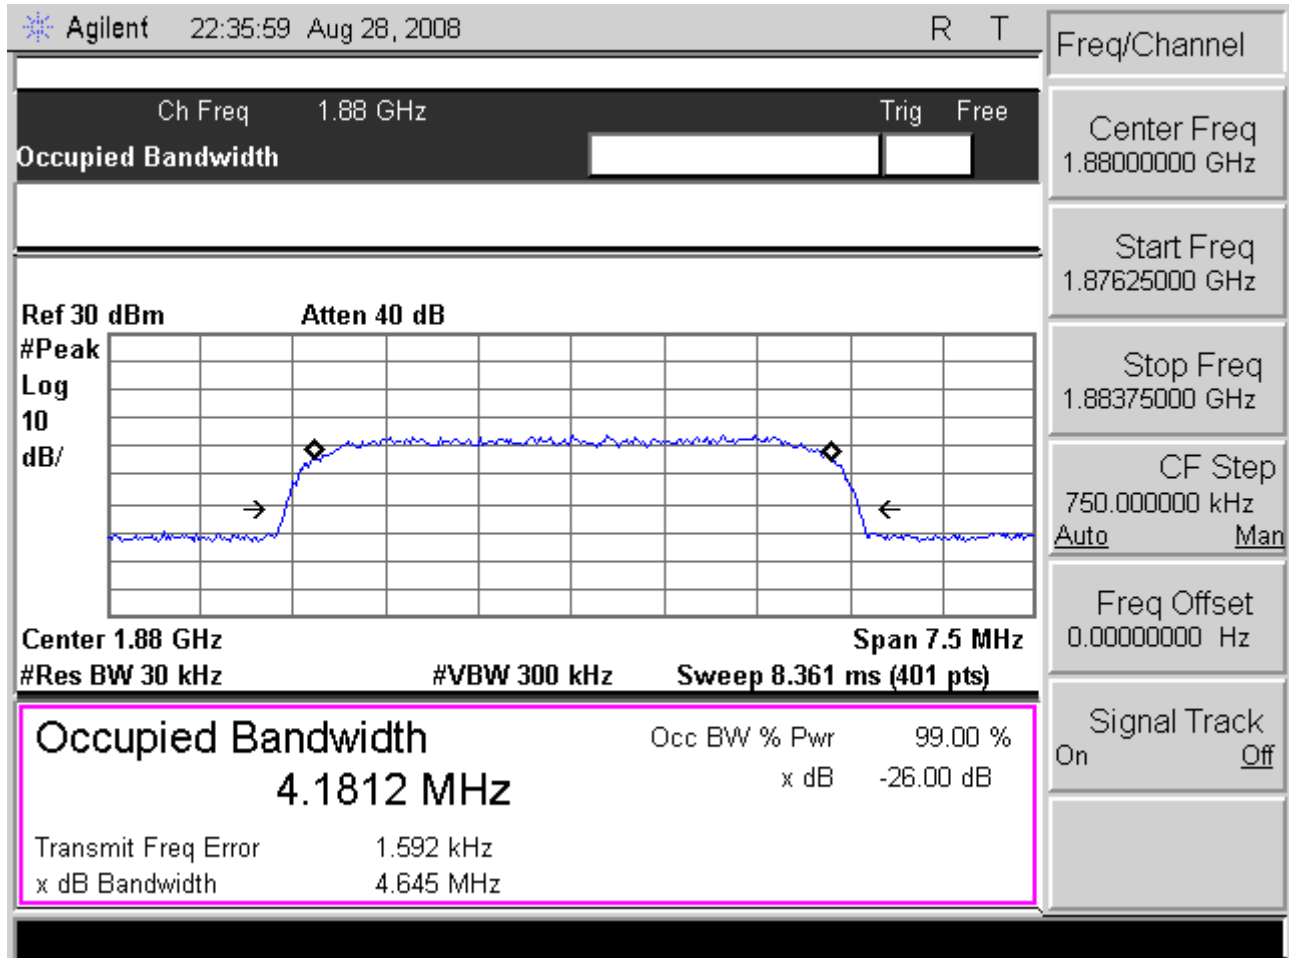 Agilent 22:35:59 Aug 28, 2008 R T
Freq/Channel
Ch Freq 1.88 GHz Trig Free
Occupied Bandwidth
Center Freq
1.88000000 GHz
Start Freq
1.87625000 GHz
Stop Freq
1.88375000 GHz
CF Step
750.000000 kHz
Auto Man
Freq Offset
0.00000000 Hz
Signal Track
On Off
Ref 30 dBm Atten 40 dB
#Peak
Log
10
dB/
Center 1.88 GHz Span 7.5 MHz
#Res BW 30 kHz #VBW 300 kHz Sweep 8.361 ms (401 pts)
Occupied Bandwidth Occ BW % Pwr 99.00 %
4.1812 MHz x dB -26.00 dB
Transmit Freq Error 1.592 kHz
x dB Bandwidth 4.645 MHz